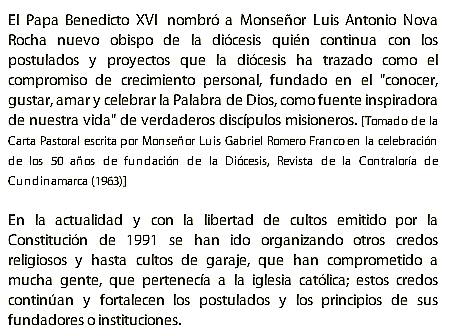 El Papa Benedicto XVI nombró a Monseñor Luis Antonio Nova
Rocha nuevo obispo de la diócesis quién continua con los
postulados y proyectos que la diócesis ha trazado como el
compromiso de crecimiento personal, fundado en el "conocer,
gustar, amar y celebrar la Palabra de Dios, como fuente inspiradora
de nuestra vida" de verdaderos discípulos misioneros. [Tomado de la
Carta Pastoral escrita por Monseñor Luis Gabriel Romero Franco en la celebración
de los 50 años de fundación de la Diócesis, Revista de la Contraloría de
Cundinamarca (1963)]
En la actualidad y con la libertad de cultos emitido por la
Constitución de 1991 se han ido organizando otros credos
religiosos y hasta cultos de garaje, que han comprometido a
mucha gente, que pertenecía a la iglesia católica; estos credos
continúan y fortalecen los postulados y los principios de sus
fundadores o instituciones.